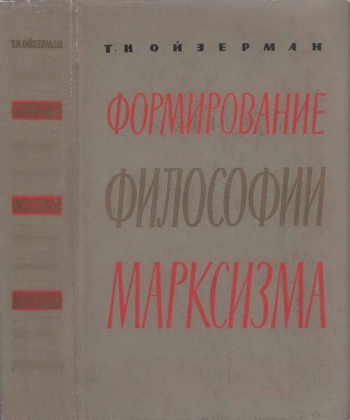 Т.И.ОЙЗЕРМАН
Т. И ОЙЗЕРМАН
ФОРМИРОВАНИЕ
ФИЛОСОФИИ
МАРКСИЗМА